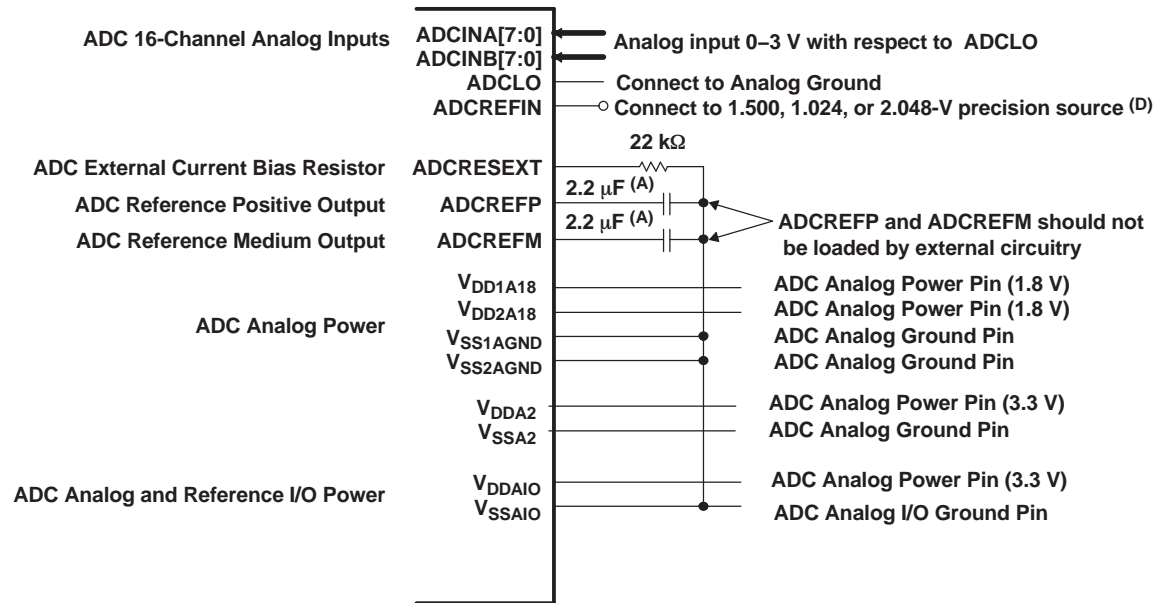 ADC 16-Channel Analog Inputs
ADCINA[7:0]
ADCINB[7:0]
Analog input 0–3 V with respect to ADCLO
ADCLO
Connect to Analog Ground
ADCREFIN
Connect to 1.500, 1.024, or 2.048-V precision source (D)
22 kΩ
ADC External Current Bias Resistor
ADCRESEXT
2.2 μF (A)
ADC Reference Positive Output
ADCREFP
2.2 μF (A)
ADC Reference Medium Output
ADCREFM
ADCREFP and ADCREFM should not
be loaded by external circuitry
VDD1A18
ADC Analog Power Pin (1.8 V)
VDD2A18
ADC Analog Power Pin (1.8 V)
ADC Analog Power
VSS1AGND
ADC Analog Ground Pin
VSS2AGND
ADC Analog Ground Pin
VDDA2
ADC Analog Power Pin (3.3 V)
VSSA2
ADC Analog Ground Pin
ADC Analog and Reference I/O Power
VDDAIO
ADC Analog Power Pin (3.3 V)
VSSAIO
ADC Analog I/O Ground Pin